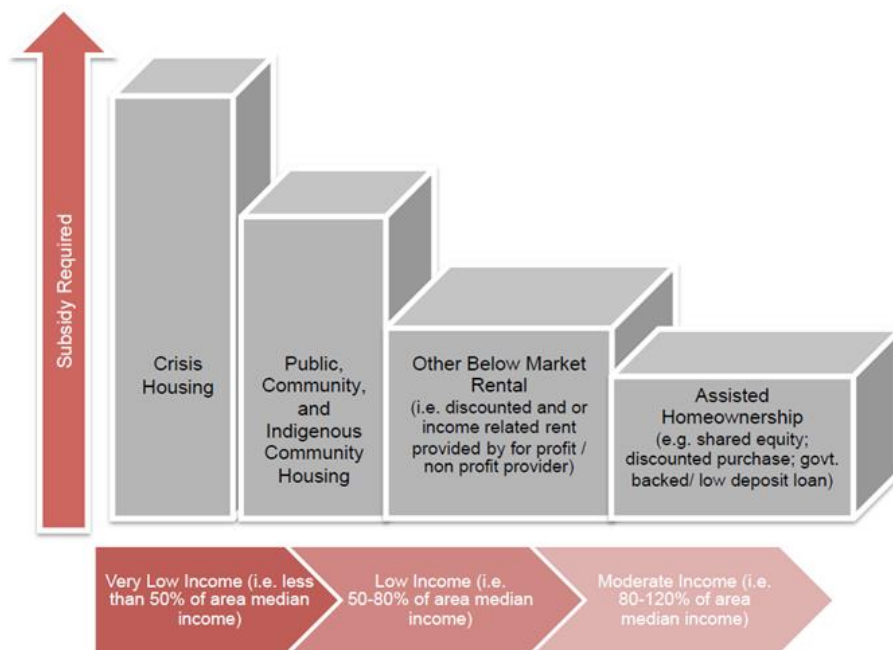 Subsidy Required
Crisis
Housing
Public,
Community,
and
Indigenous
Community
Housing
Other Below Market
Rental
(i.e. discounted and or
income related rent
provided by for profit /
non profit provider)
Assisted
Homeownership
(e.g. shared equity;
discounted purchase; govt.
backed/ low deposit loan)
Very Low Income (i.e. less
than 50% of area median
income)
Low Income (i.e.
50-80% of area median
income)
Moderate Income (i.e.
80-120% of area
median income)